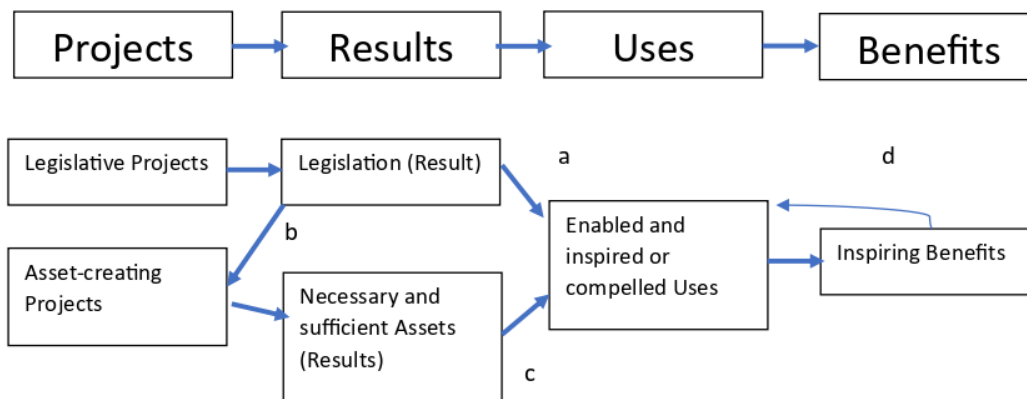 Projects
Results
Uses
Benefits
Legislative Projects
Legislation (Result)
a
d
b
Enabled and
inspired or
compelled Uses
Inspiring Benefits
Asset-creating
Projects
Necessary and
sufficient Assets
(Results)
c